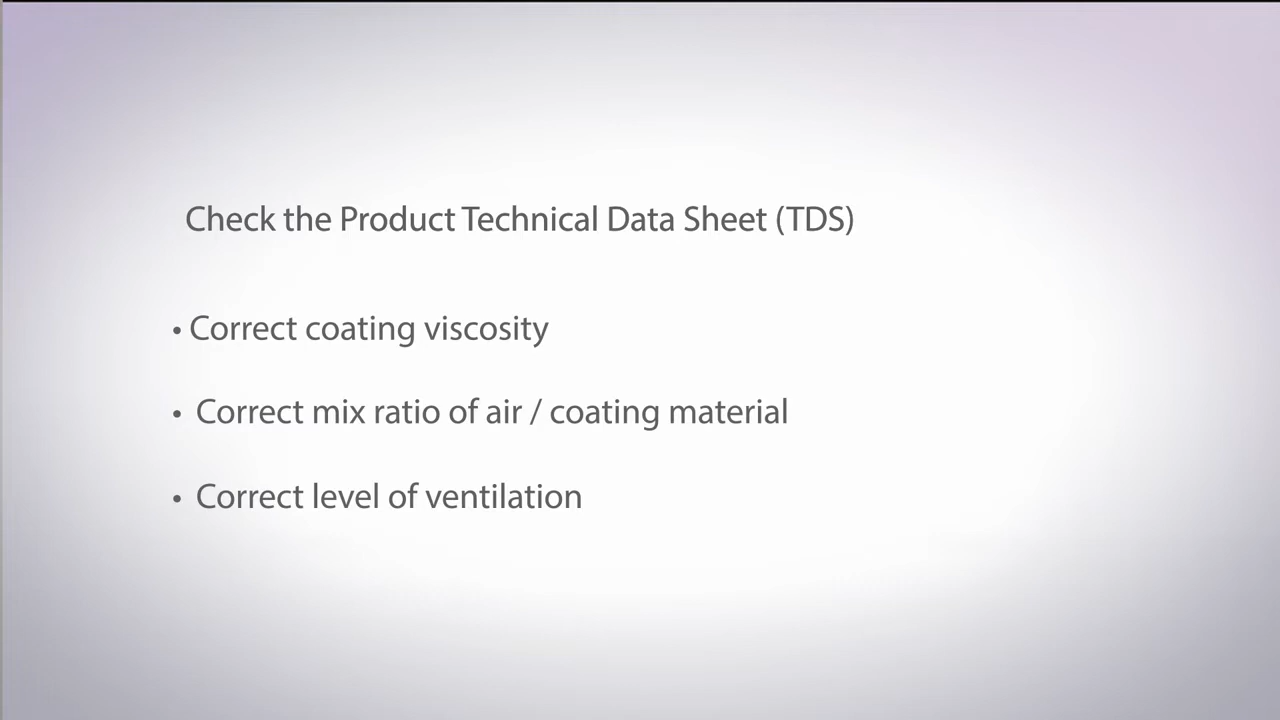 Check the Product Technical Data Sheet (TDS)
• Correct coating viscosity
• Correct mix ratio of air / coating material
• Correct level of ventilation